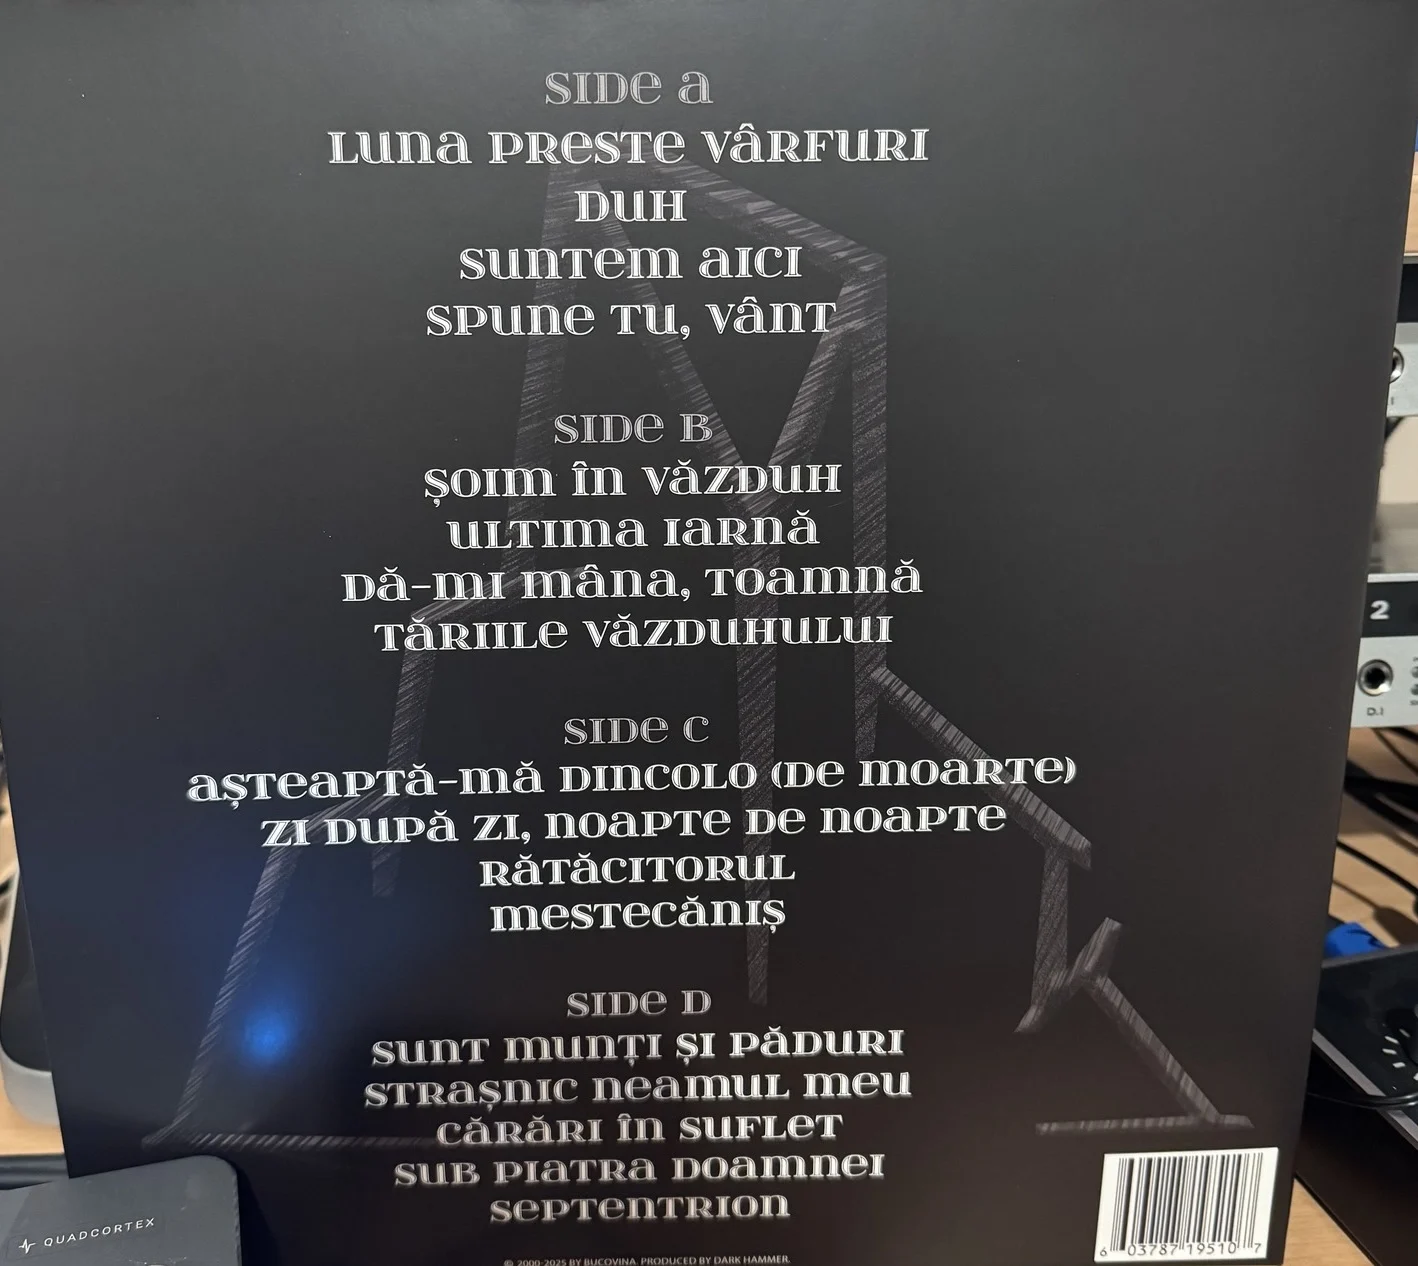 SIDE A
LUNA PRESTE VÂRFURI
DUH
SUNTEM AICI
SPUNE TU, VÂNT
SIDE B
ȘOIM ÎN VĂZDUH
ULTIMA IARNĂ
DĂ-MI MÂNA, TOAMNĂ
TĂRIILE VĂZDUHULUI
SIDE C
AȘTEAPTĂ-MĂ DINCOLO (DE MOARTE)
ZI DUPĂ ZI, NOAPTE DE NOAPTE
RĂTĂCITORUL
MESTECĂNIȘ
SIDE D
SUNT MUNȚI ȘI PĂDURI
STRAȘNIC NEAMUL MEU
CĂRĂRI ÎN SUFLET
SUB PIATRA DOAMNEI
SEPTENTRION
© 2000-2025 BY BUCOVINA. PRODUCED BY DARK HAMMER.
6 03787 19510 7
QUADCORTEX
2
D.I